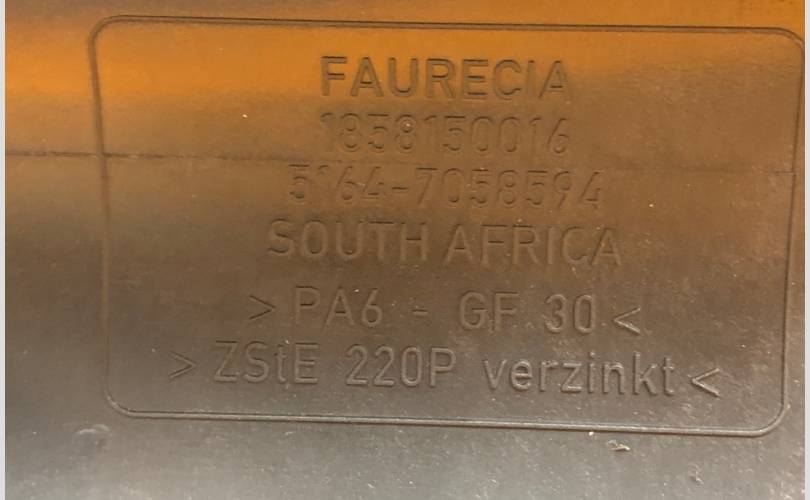 FAURECIA
1858150016
5164-7058594
SOUTH AFRICA
> PA6 - GF 30 <
> ZStE 220P verzinkt <